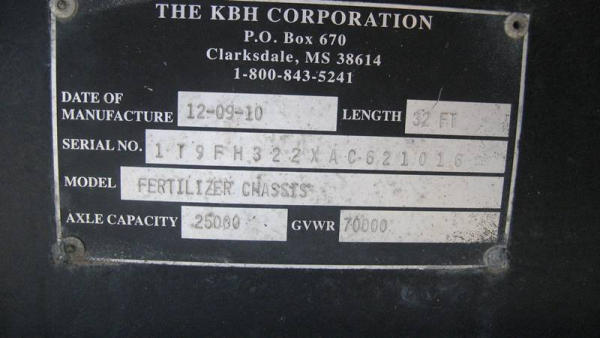 THE KBH CORPORATION
P.O. Box 670
Clarksdale, MS 38614
1-800-843-5241
DATE OF MANUFACTURE 12-09-10 LENGTH 32 FT
SERIAL NO. 1T9FH322XAC621016
MODEL FERTILIZER CHASSIS
AXLE CAPACITY 25000 GVWR 70000